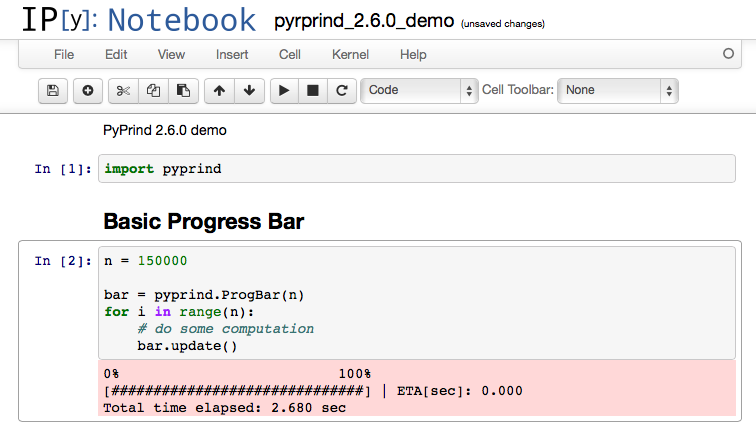 IP[y]: Notebook pyrprind_2.6.0_demo (unsaved changes)
File Edit View Insert Cell Kernel Help
Code Cell Toolbar: None
PyPrind 2.6.0 demo
In [1]: import pyprind
Basic Progress Bar
In [2]: n = 150000
bar = pyprind.ProgBar(n)
for i in range(n):
# do some computation
bar.update()
0% 100%
[##############################] | ETA[sec]: 0.000
Total time elapsed: 2.680 sec